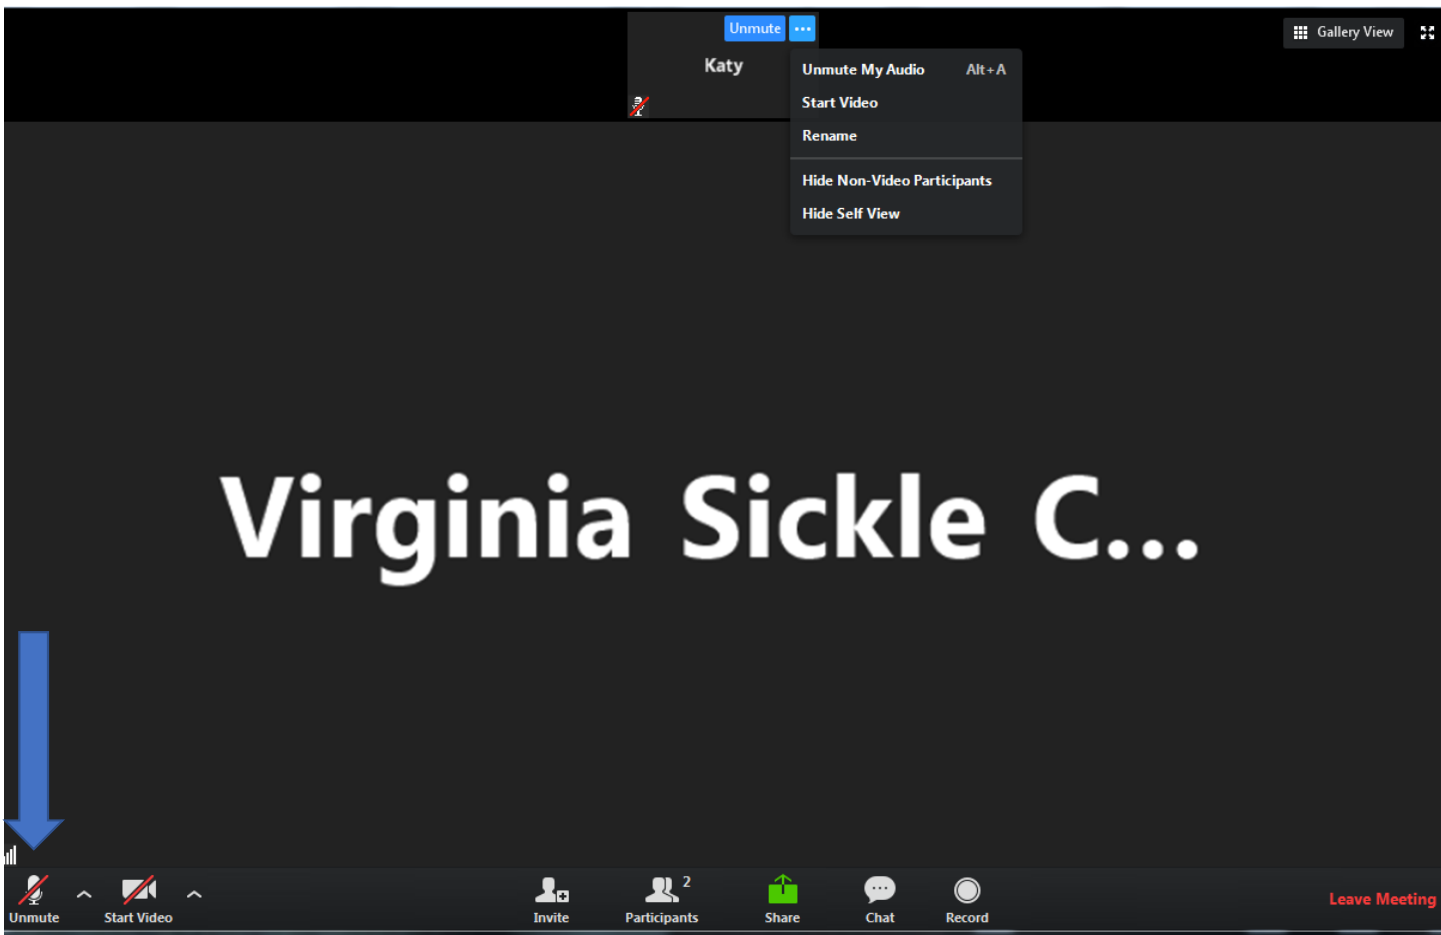 Unmute ...
Gallery View
Katy
Unmute My Audio Alt+A
Start Video
Rename
Hide Non-Video Participants
Hide Self View
Virginia Sickle C...
2
Unmute Start Video Invite Participants Share Chat Record Leave Meeting